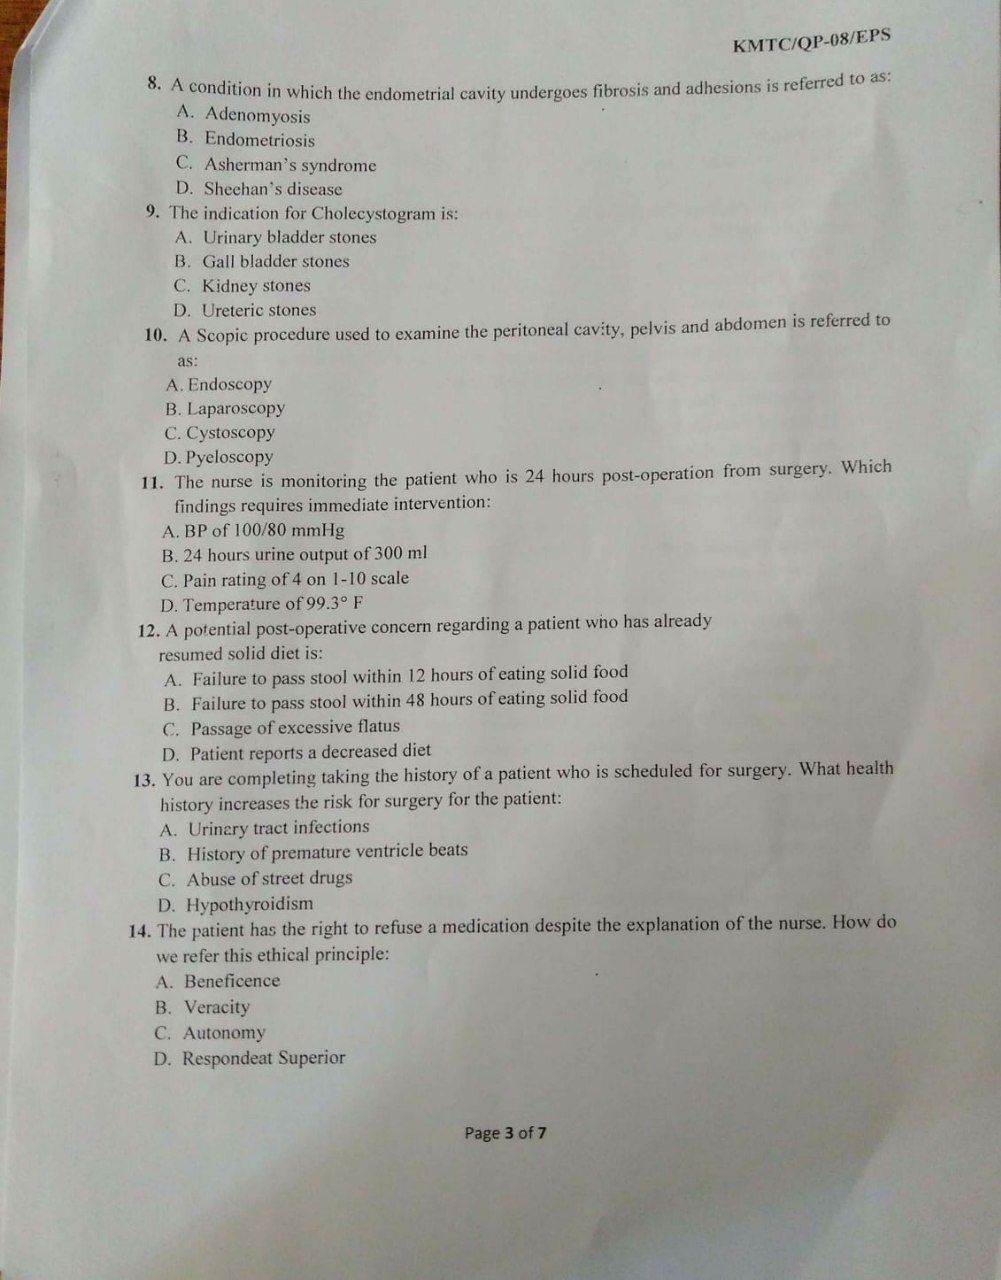 KMTC/QP-08/EPS
8. A condition in which the endometrial cavity undergoes fibrosis and adhesions is referred to as:
A. Adenomyosis
B. Endometriosis
C. Asherman's syndrome
D. Sheehan's disease
9. The indication for Cholecystogram is:
A. Urinary bladder stones
B. Gall bladder stones
C. Kidney stones
D. Ureteric stones
10. A Scopic procedure used to examine the peritoneal cavity, pelvis and abdomen is referred to
as:
A. Endoscopy
B. Laparoscopy
C. Cystoscopy
D. Pyeloscopy
11. The nurse is monitoring the patient who is 24 hours post-operation from surgery. Which
findings requires immediate intervention:
A. BP of 100/80 mmHg
B. 24 hours urine output of 300 ml
C. Pain rating of 4 on 1-10 scale
D. Temperature of 99.3° F
12. A potential post-operative concern regarding a patient who has already
resumed solid diet is:
A. Failure to pass stool within 12 hours of eating solid food
B. Failure to pass stool within 48 hours of eating solid food
C. Passage of excessive flatus
D. Patient reports a decreased diet
13. You are completing taking the history of a patient who is scheduled for surgery. What health
history increases the risk for surgery for the patient:
A. Urinary tract infections
B. History of premature ventricle beats
C. Abuse of street drugs
D. Hypothyroidism
14. The patient has the right to refuse a medication despite the explanation of the nurse. How do
we refer this ethical principle:
A. Beneficence
B. Veracity
C. Autonomy
D. Respondeat Superior
Page 3 of 7